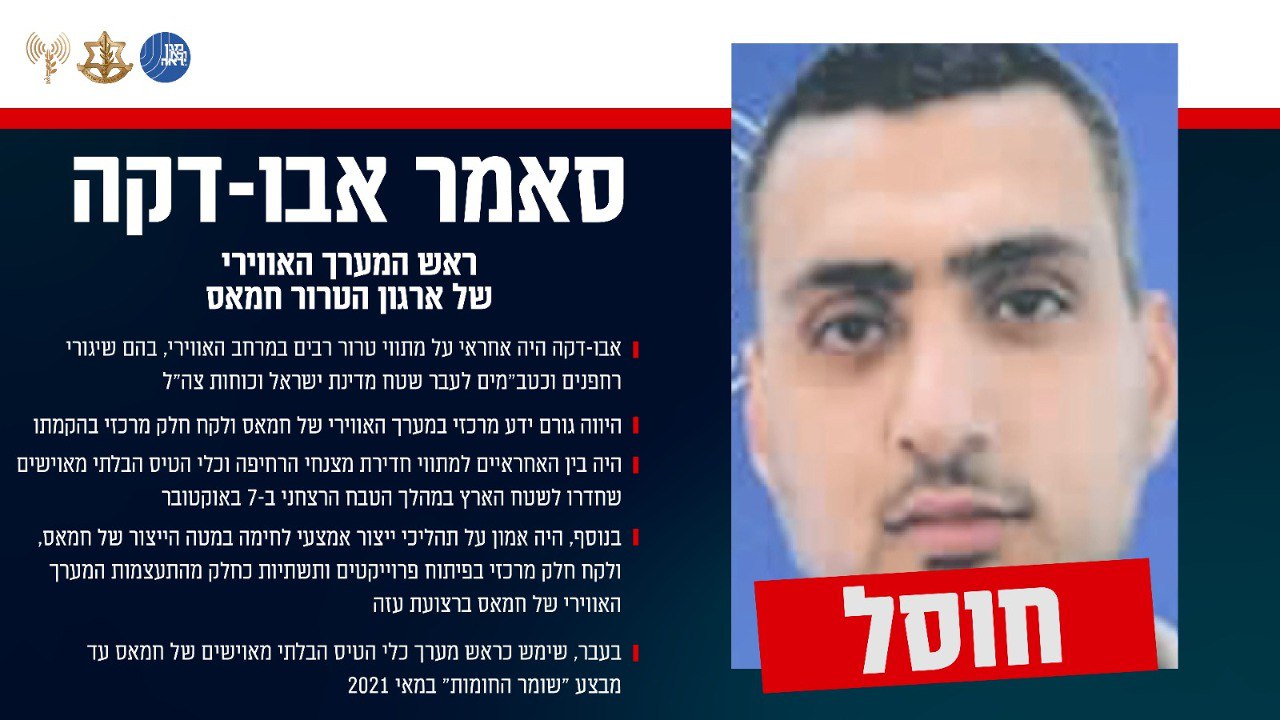 סאמר אבו-דקה
ראש המערך האווירי
של ארגון הטרור חמאס
אבו-דקה היה אחראי על מתווי טרור רבים במרחב האווירי, בהם שיגורי
רחפנים וכטב"מים לעבר שטח מדינת ישראל וכוחות צה"ל
היווה גורם ידע מרכזי במערך האווירי של חמאס ולקח חלק מרכזי בהקמתו
היה בין האחראיים למתווי חדירת מצנחי הרחיפה וכלי הטיס הבלתי מאוישים
שחדרו לשטח הארץ במהלך הטבח הרצחני ב-7 באוקטובר
בנוסף, היה אמון על תהליכי ייצור אמצעי לחימה במטה הייצור של חמאס,
ולקח חלק מרכזי בפיתוח פרוייקטים ותשתיות כחלק מהתעצמות המערך
האווירי של חמאס ברצועת עזה
בעבר, שימש כראש מערך כלי הטיס הבלתי מאוישים של חמאס עד
מבצע "שומר החומות" במאי 2021
חוסל